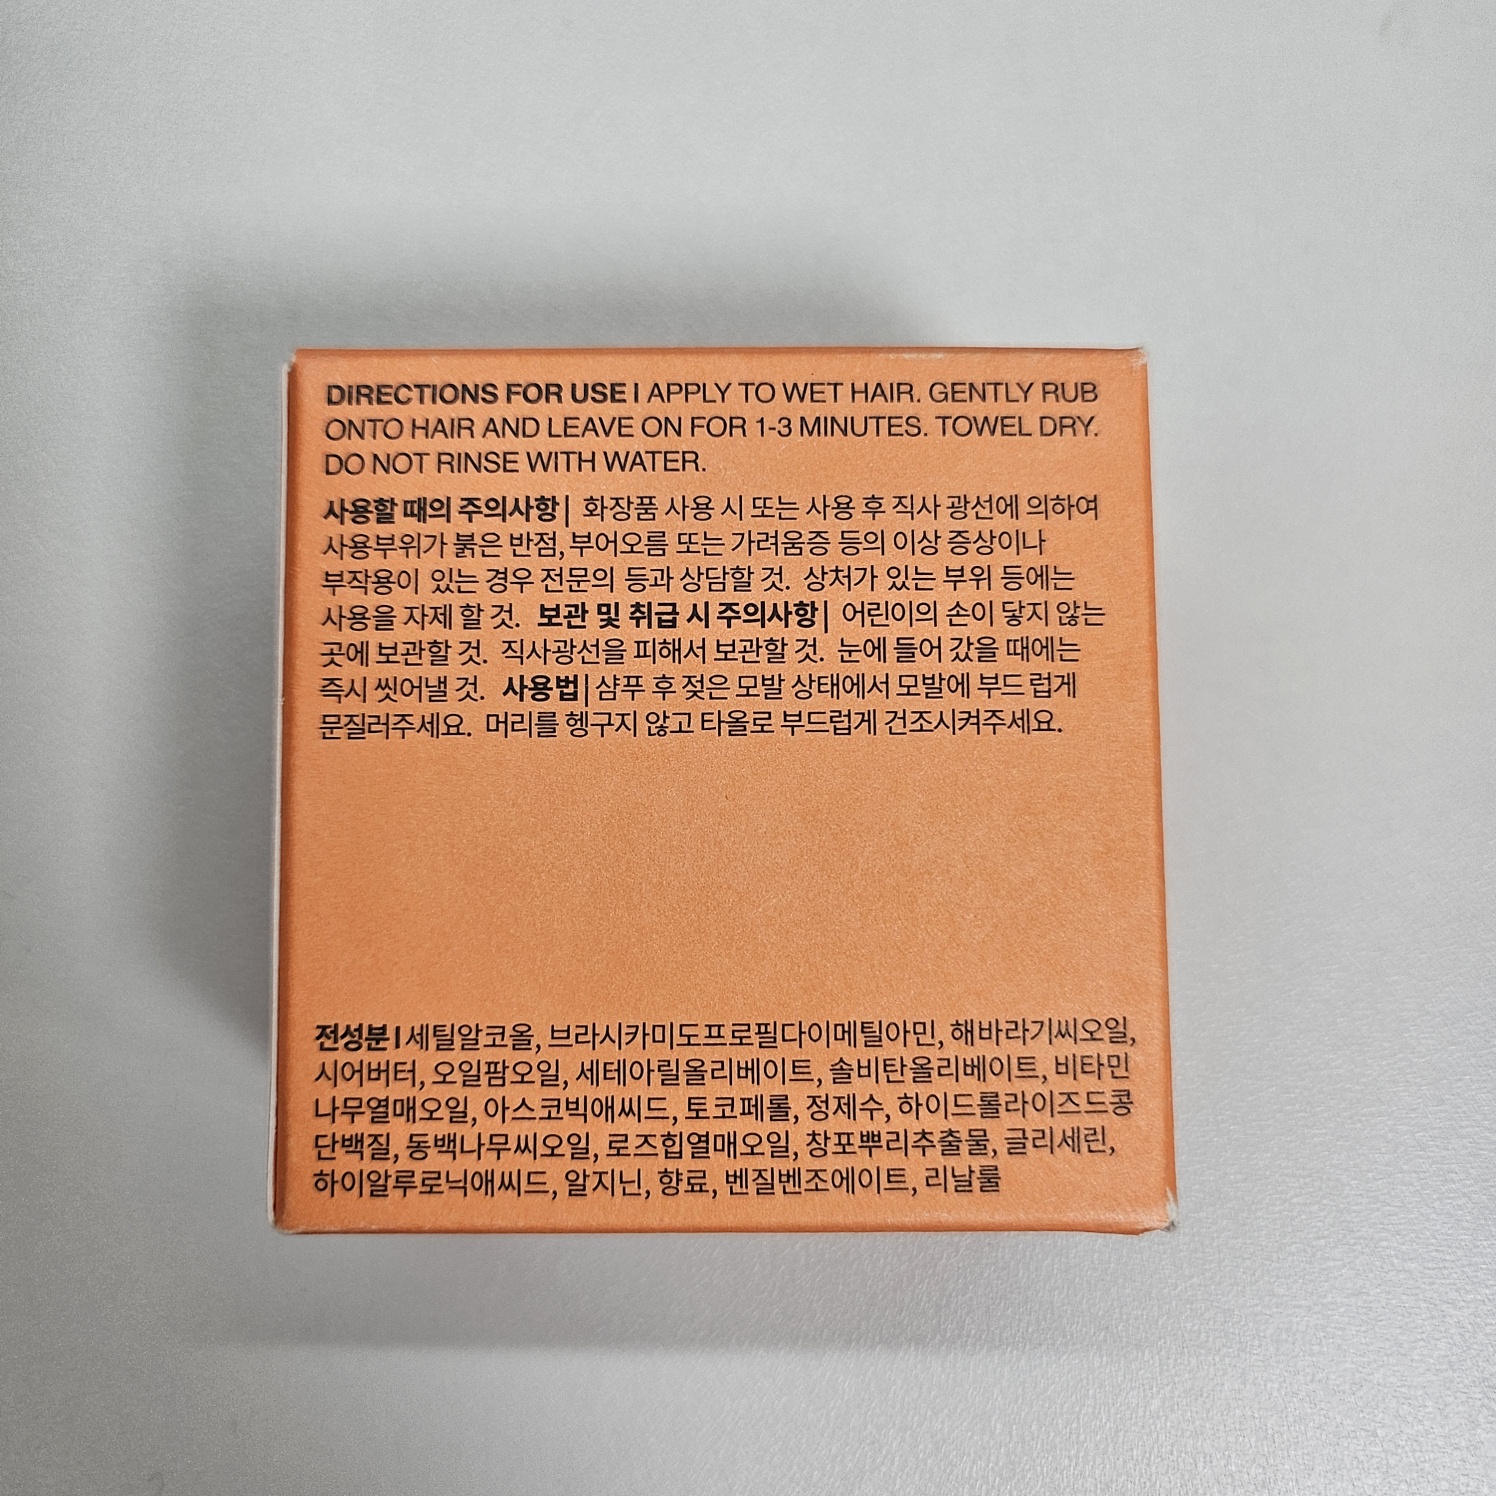 DIRECTIONS FOR USE | APPLY TO WET HAIR. GENTLY RUB
ONTO HAIR AND LEAVE ON FOR 1-3 MINUTES. TOWEL DRY.
DO NOT RINSE WITH WATER.
사용할 때의 주의사항| 화장품 사용 시 또는 사용 후 직사 광선에 의하여
사용부위가 붉은 반점, 부어오름 또는 가려움증 등의 이상 증상이나
부작용이 있는 경우 전문의 등과 상담할 것. 상처가 있는 부위 등에는
사용을 자제 할 것. 보관 및 취급 시 주의사항| 어린이의 손이 닿지 않는
곳에 보관할 것. 직사광선을 피해서 보관할 것. 눈에 들어 갔을 때에는
즉시 씻어낼 것. 사용법| 샴푸 후 젖은 모발 상태에서 모발에 부드 럽게
문질러주세요. 머리를 헹구지 않고 타올로 부드럽게 건조시켜주세요.
전성분 | 세틸알코올, 브라시카미도프로필다이메틸아민, 해바라기씨오일,
시어버터, 오일팜오일, 세테아릴올리베이트, 솔비탄올리베이트, 비타민
나무열매오일, 아스코빅애씨드, 토코페롤, 정제수, 하이드롤라이즈드콩
단백질, 동백나무씨오일, 로즈힙열매오일, 창포뿌리추출물, 글리세린,
하이알루로닉애씨드, 알지닌, 향료, 벤질벤조에이트, 리날룰